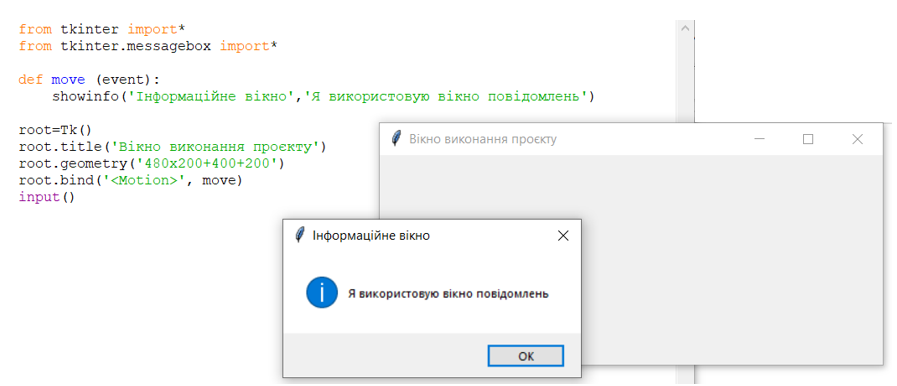 from tkinter import*
from tkinter.messagebox import*
def move (event):
    showinfo('Інформаційне вікно','Я використовую вікно повідомлень')
root=Tk()
root.title('Вікно виконання проєкту')
root.geometry('480x200+400+200')
root.bind('<Motion>', move)
input()
Вікно виконання проєкту
Інформаційне вікно
Я використовую вікно повідомлень
OK